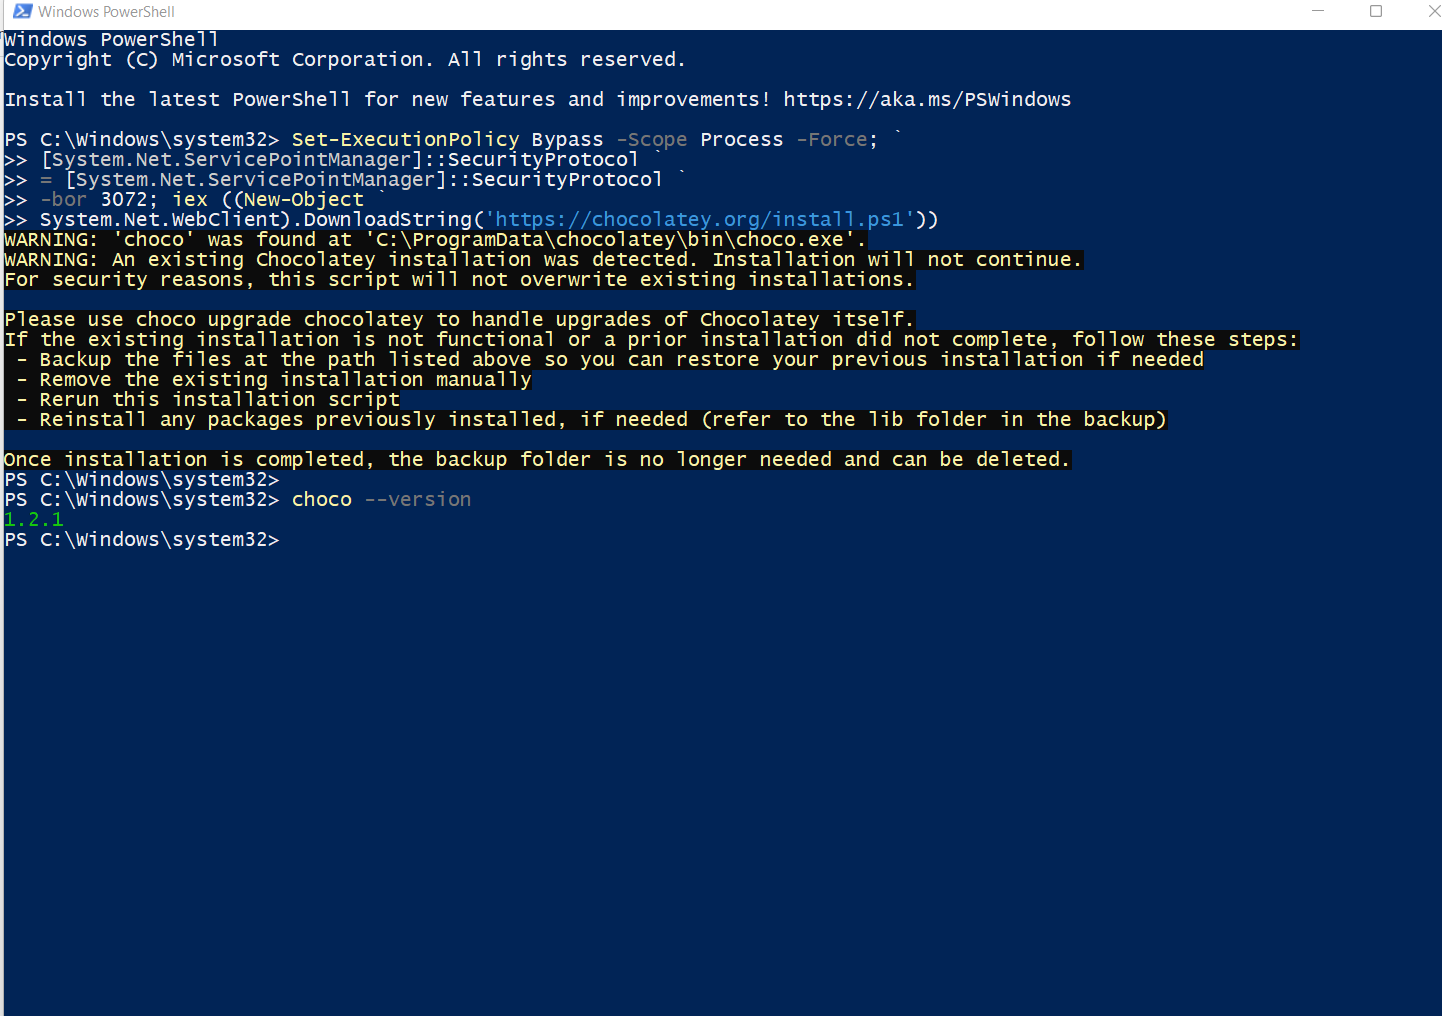 Windows PowerShell
Windows PowerShell
Copyright (C) Microsoft Corporation. All rights reserved.
Install the latest PowerShell for new features and improvements! https://aka.ms/PSWindows
PS C:\Windows\system32> Set-ExecutionPolicy Bypass -Scope Process -Force; `
>> [System.Net.ServicePointManager]::SecurityProtocol `
>> = [System.Net.ServicePointManager]::SecurityProtocol `
>> -bor 3072; iex ((New-Object `
>> System.Net.WebClient).DownloadString('https://chocolatey.org/install.ps1'))
WARNING: 'choco' was found at 'C:\ProgramData\chocolatey\bin\choco.exe'.
WARNING: An existing Chocolatey installation was detected. Installation will not continue.
For security reasons, this script will not overwrite existing installations.
Please use choco upgrade chocolatey to handle upgrades of Chocolatey itself.
If the existing installation is not functional or a prior installation did not complete, follow these steps:
 - Backup the files at the path listed above so you can restore your previous installation if needed
 - Remove the existing installation manually
 - Rerun this installation script
 - Reinstall any packages previously installed, if needed (refer to the lib folder in the backup)
Once installation is completed, the backup folder is no longer needed and can be deleted.
PS C:\Windows\system32>
PS C:\Windows\system32> choco --version
1.2.1
PS C:\Windows\system32>